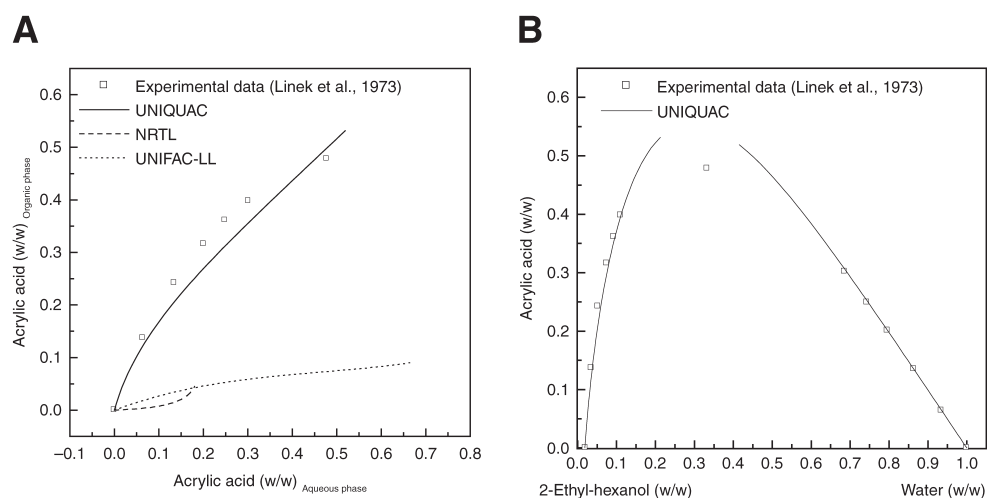 A
Experimental data (Linek et al., 1973)
UNIQUAC
NRTL
UNIFAC-LL
0.6
0.5
0.4
0.3
0.2
0.1
0.0
Acrylic acid (w/w) Organic phase
–0.1 0.0 0.1 0.2 0.3 0.4 0.5 0.6 0.7 0.8
Acrylic acid (w/w) Aqueous phase
B
Experimental data (Linek et al., 1973)
UNIQUAC
0.6
0.5
0.4
0.3
0.2
0.1
0.0
Acrylic acid (w/w)
0.0 0.1 0.2 0.3 0.4 0.5 0.6 0.7 0.8 0.9 1.0
2-Ethyl-hexanol (w/w) Water (w/w)